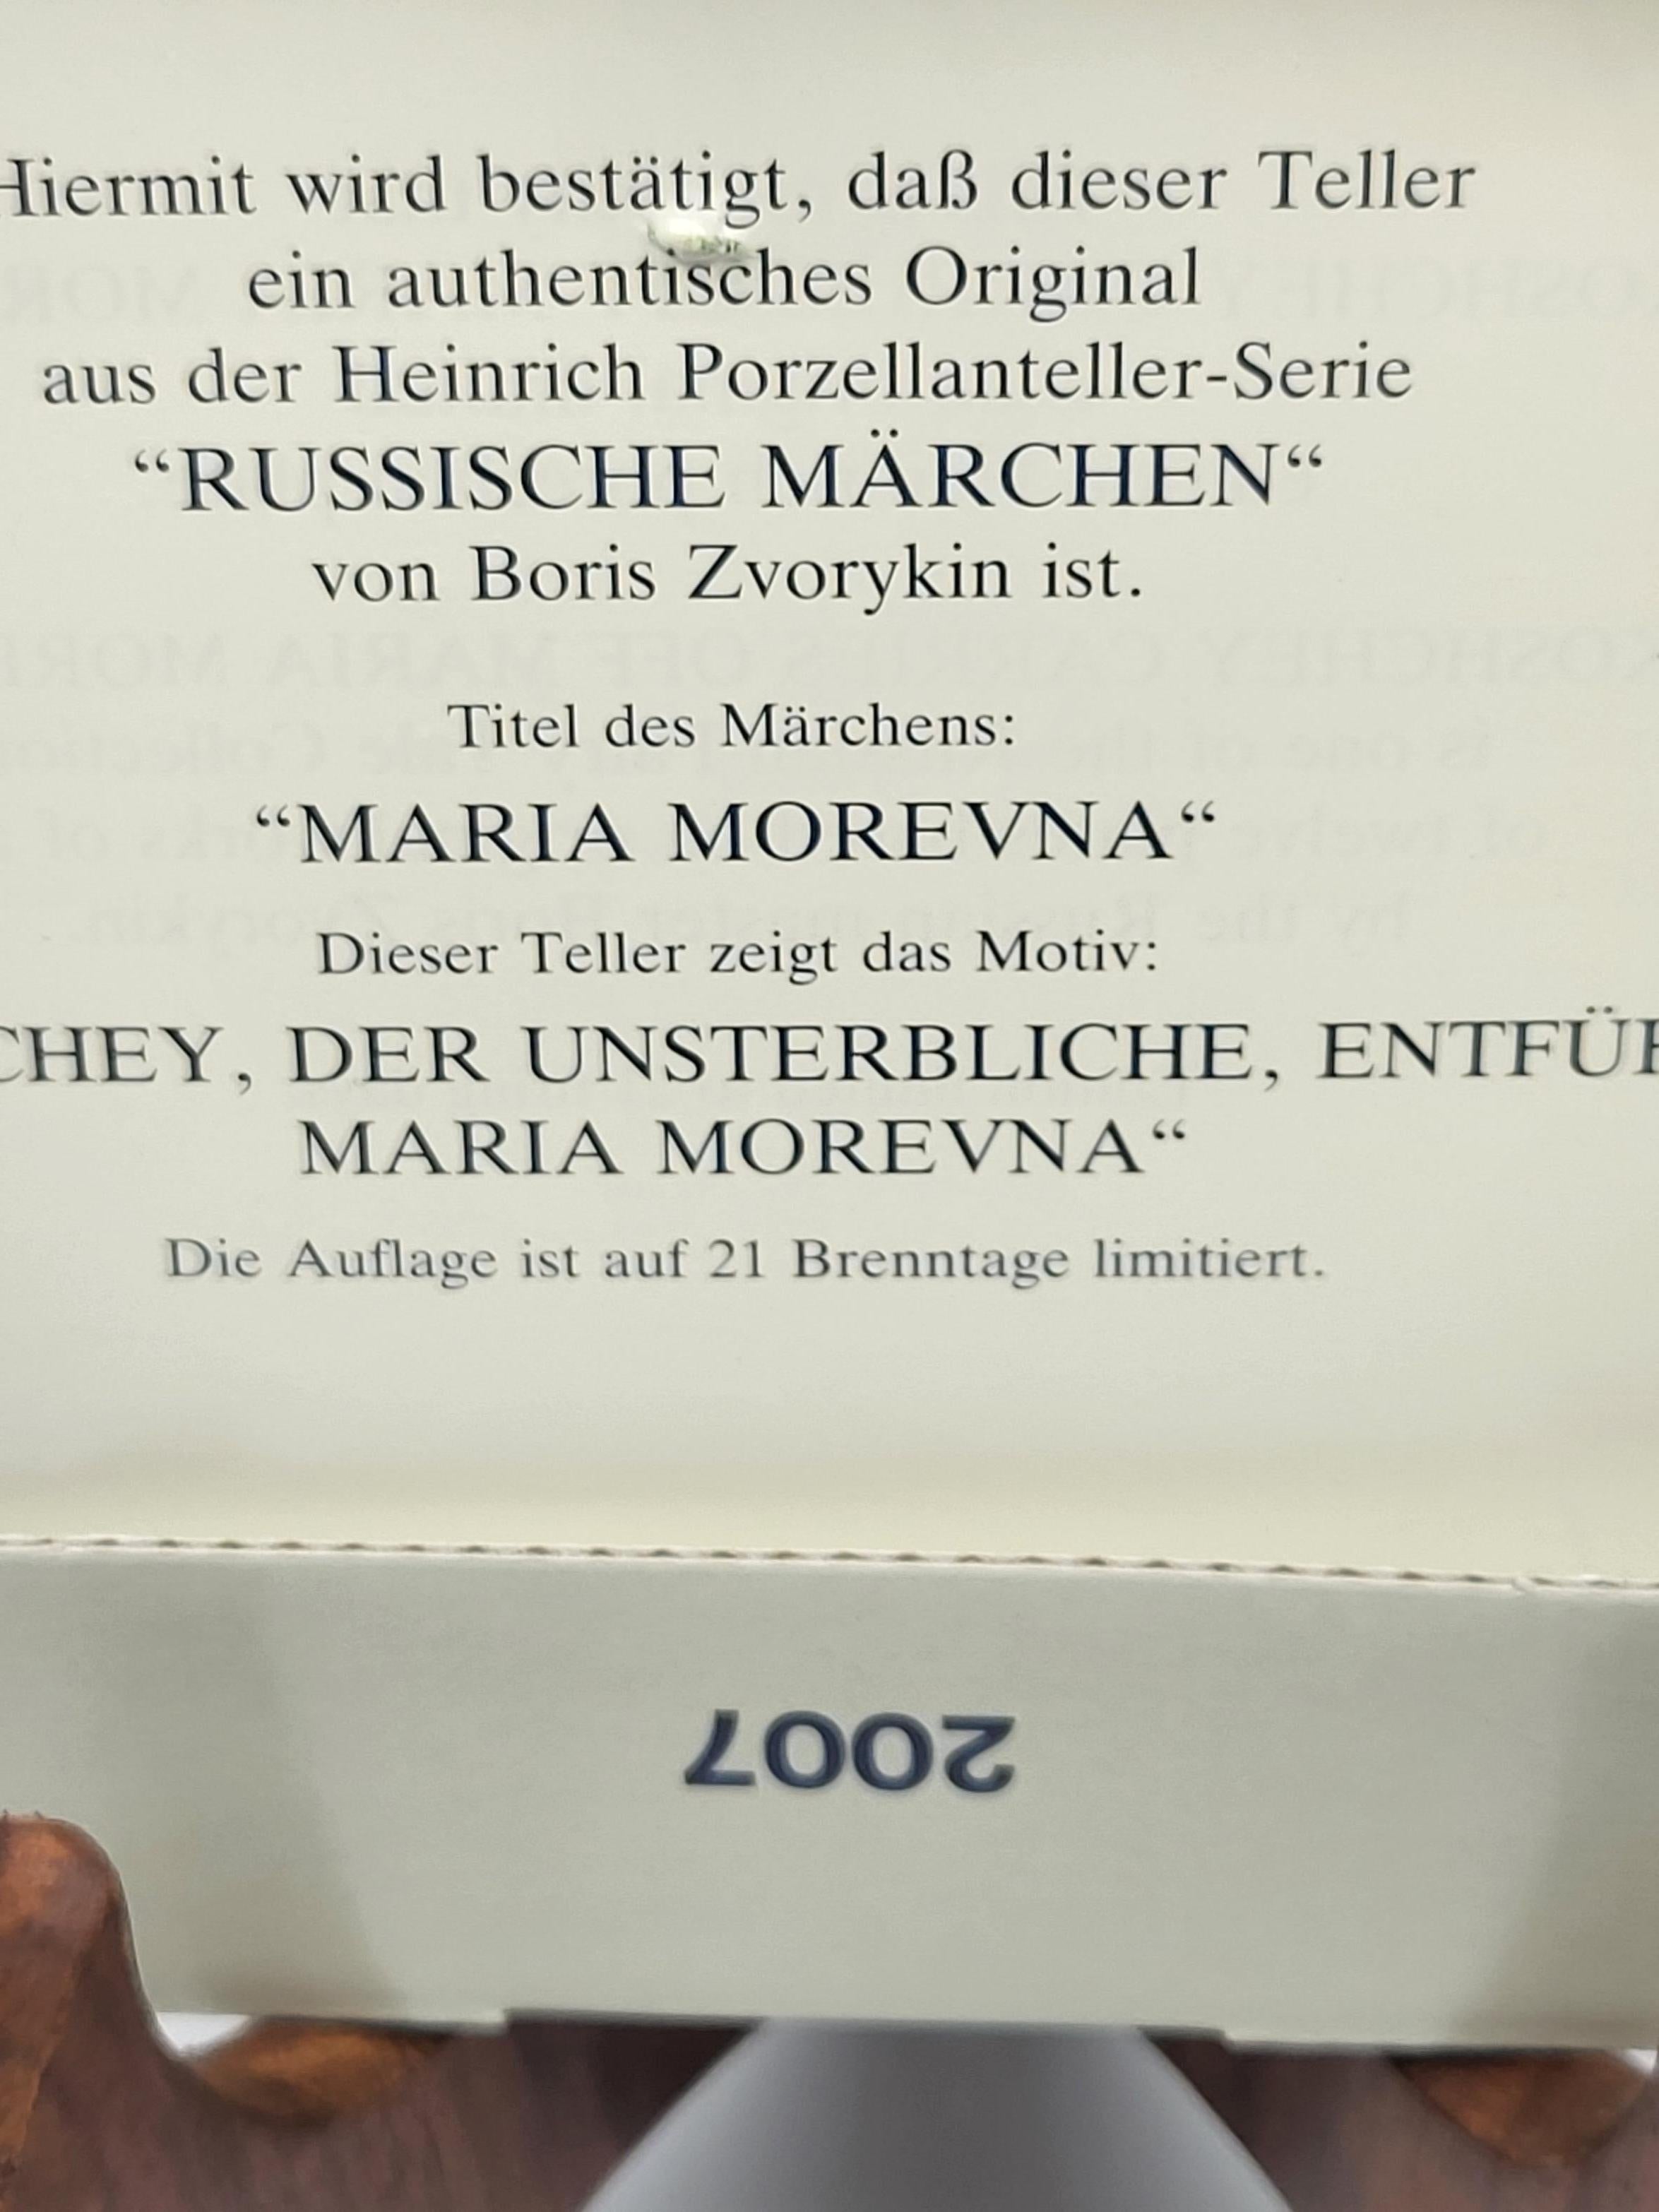 Hiermit wird bestätigt, daß dieser Teller
ein authentisches Original
aus der Heinrich Porzellanteller-Serie
“RUSSISCHE MÄRCHEN“
von Boris Zvorykin ist.
Titel des Märchens:
“MARIA MOREVNA“
Dieser Teller zeigt das Motiv:
CHEY, DER UNSTERBLICHE, ENTFÜ
MARIA MOREVNA“
Die Auflage ist auf 21 Brenntage limitiert.
2007